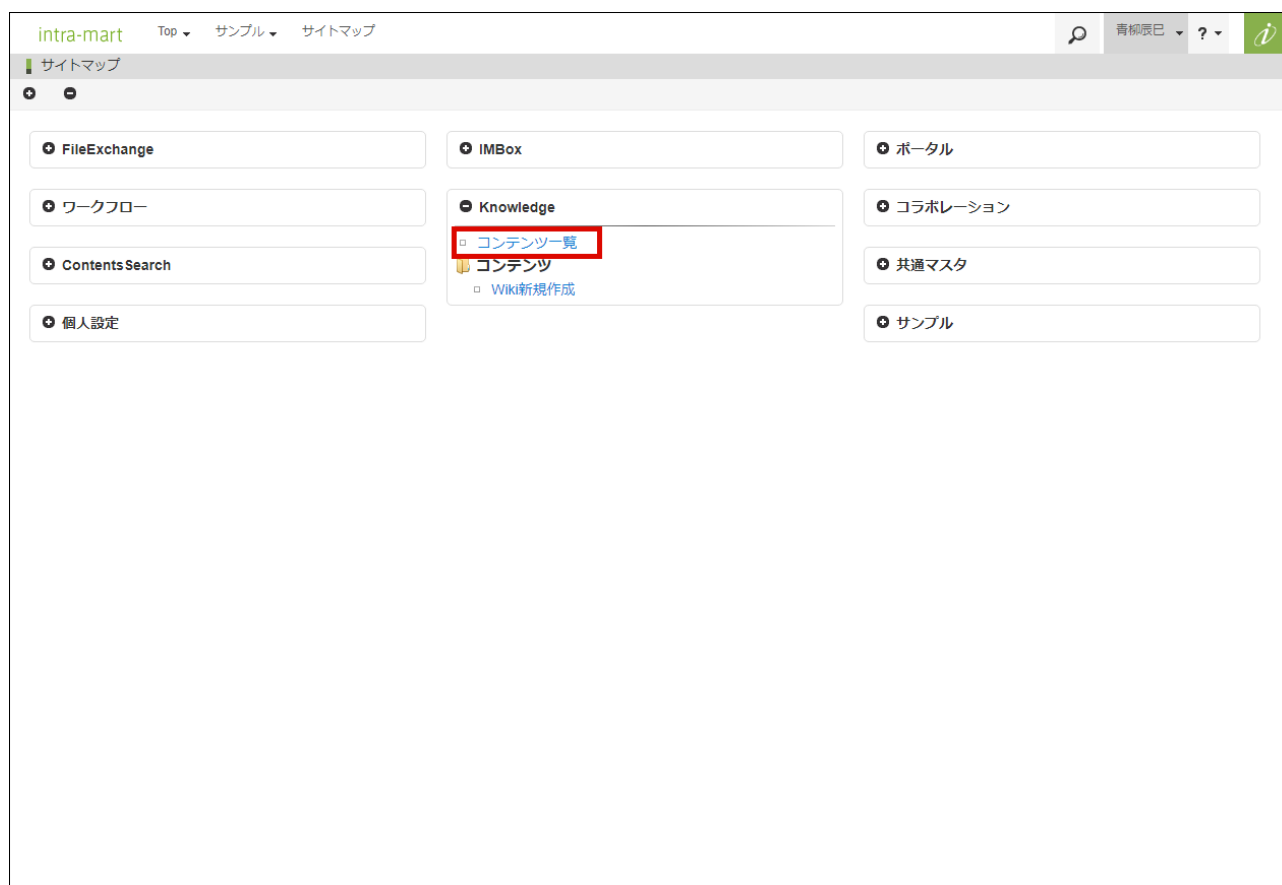 intra-mart Top サンプル サイトマップ 青柳辰巳 ?
サイトマップ
FileExchange
IMBox
ポータル
ワークフロー
Knowledge
コラボレーション
コンテンツ一覧
コンテンツ
Wiki新規作成
ContentsSearch
共通マスタ
個人設定
サンプル